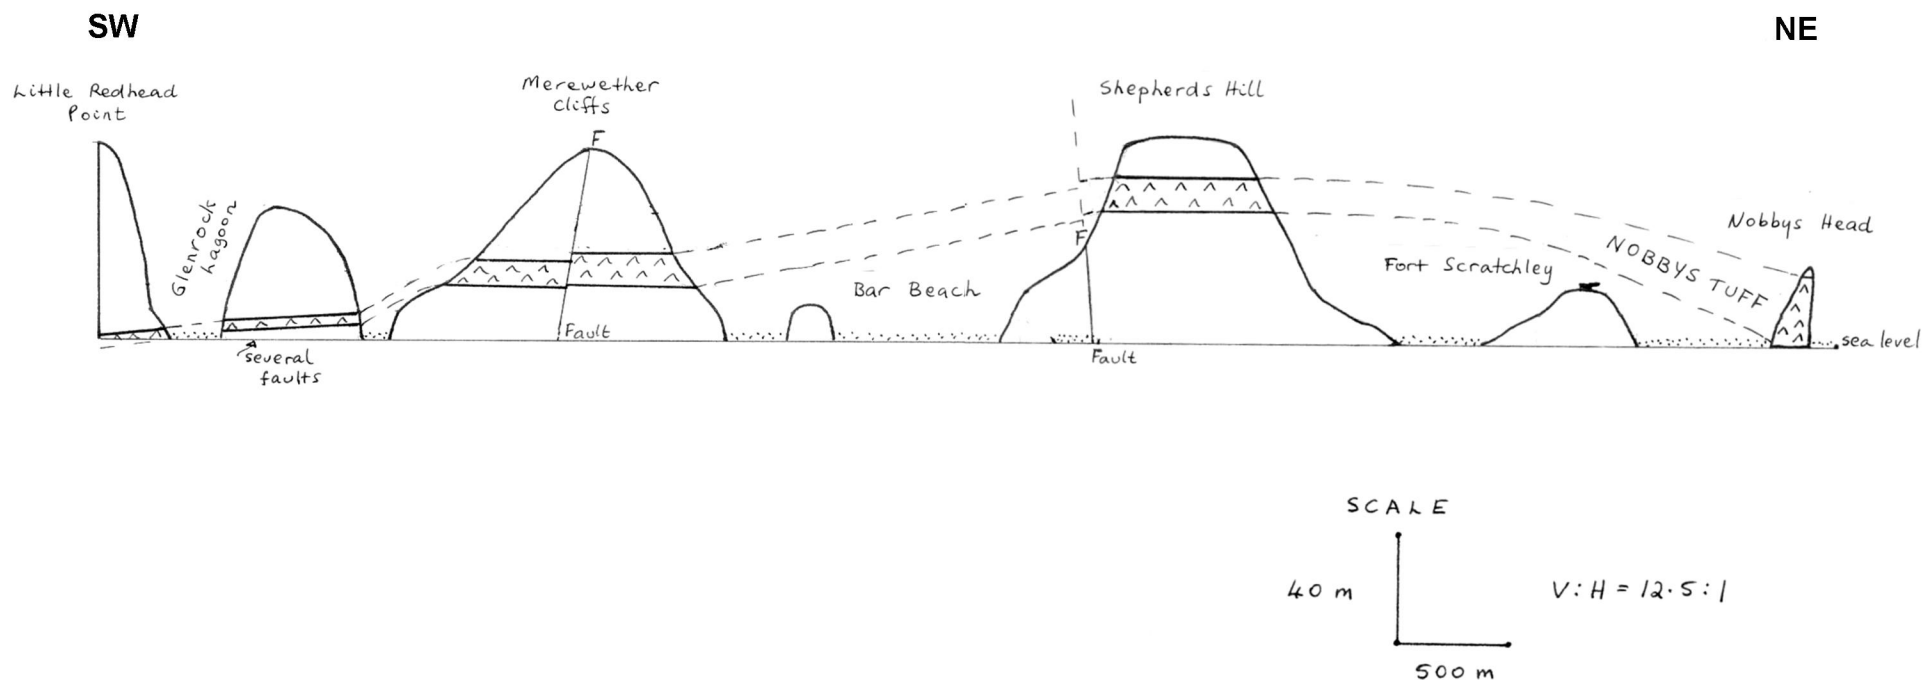 SW
NE
Little Redhead
Point
Merewether
Cliffs
F
Shepherds Hill
Glenrock
Lagoon
Nobbys Head
NOBBYS TUFF
F
Fort Scratchley
Bar Beach
Fault
several
faults
Fault
sea level
SCALE
40 m
V:H = 12.5:1
500 m